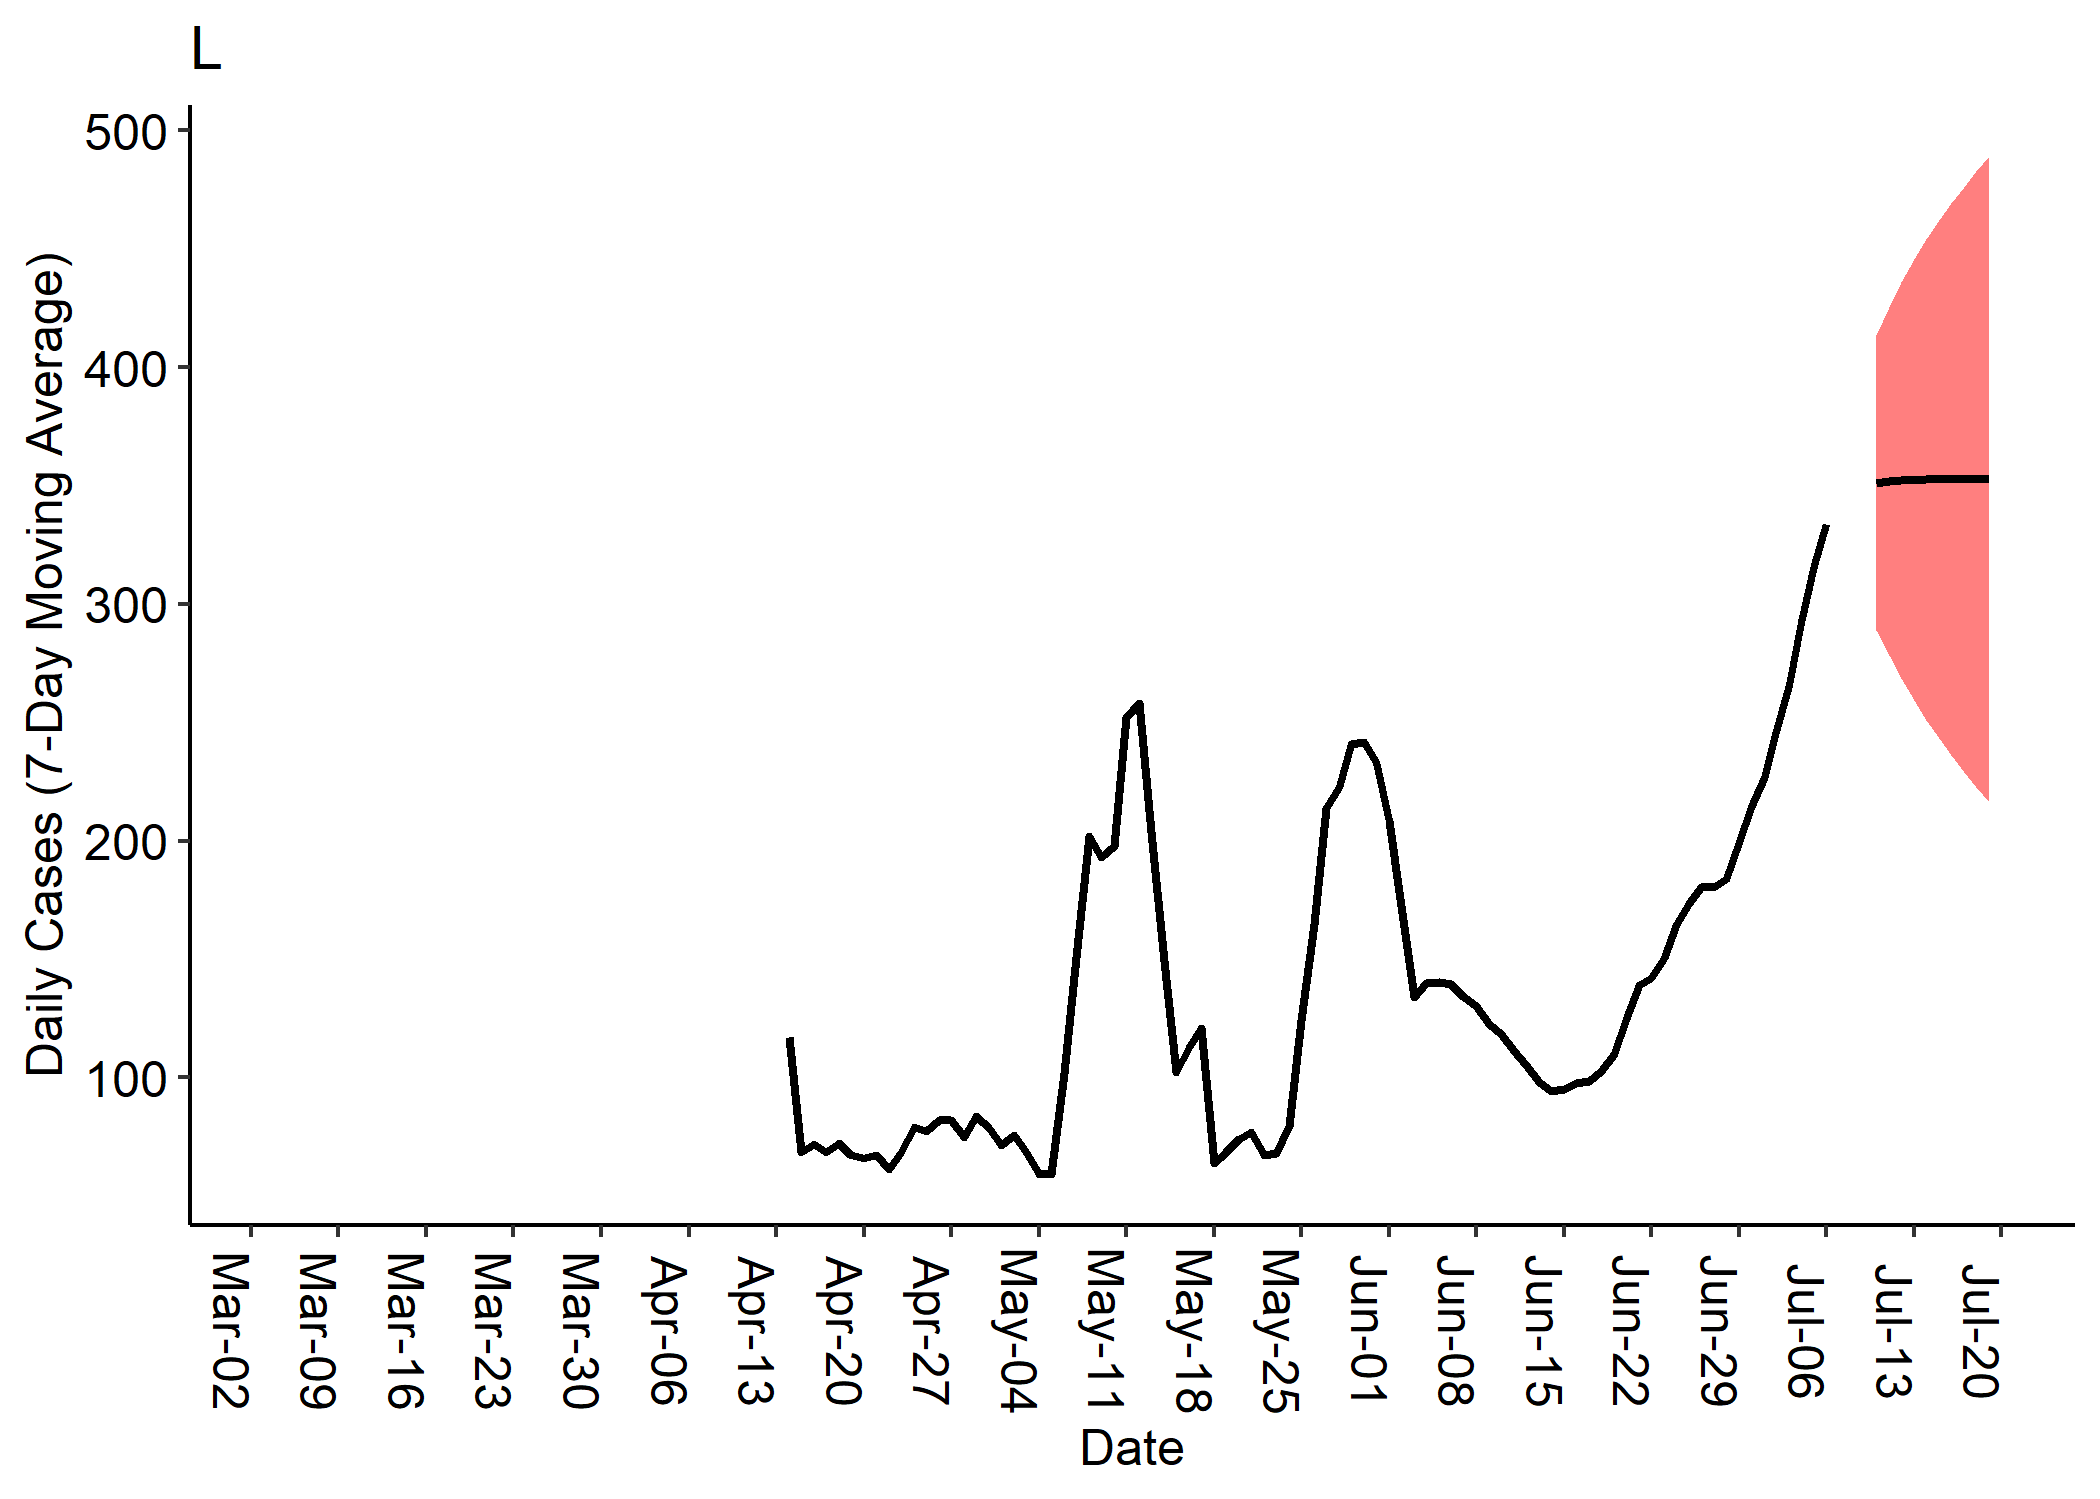 L
Daily Cases (7-Day Moving Average)
500
400
300
200
100
Mar-02
Mar-09
Mar-16
Mar-23
Mar-30
Apr-06
Apr-13
Apr-20
Apr-27
May-04
May-11
May-18
May-25
Jun-01
Jun-08
Jun-15
Jun-22
Jun-29
Jul-06
Jul-13
Jul-20
Date